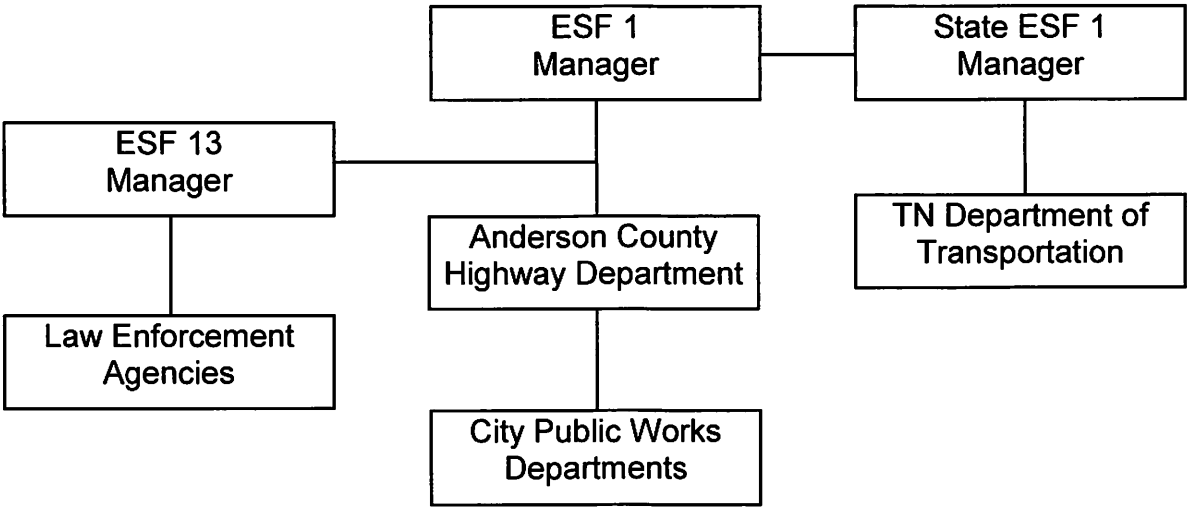 ESF 1
Manager
State ESF 1
Manager
ESF 13
Manager
Anderson County
Highway Department
TN Department of
Transportation
Law Enforcement
Agencies
City Public Works
Departments